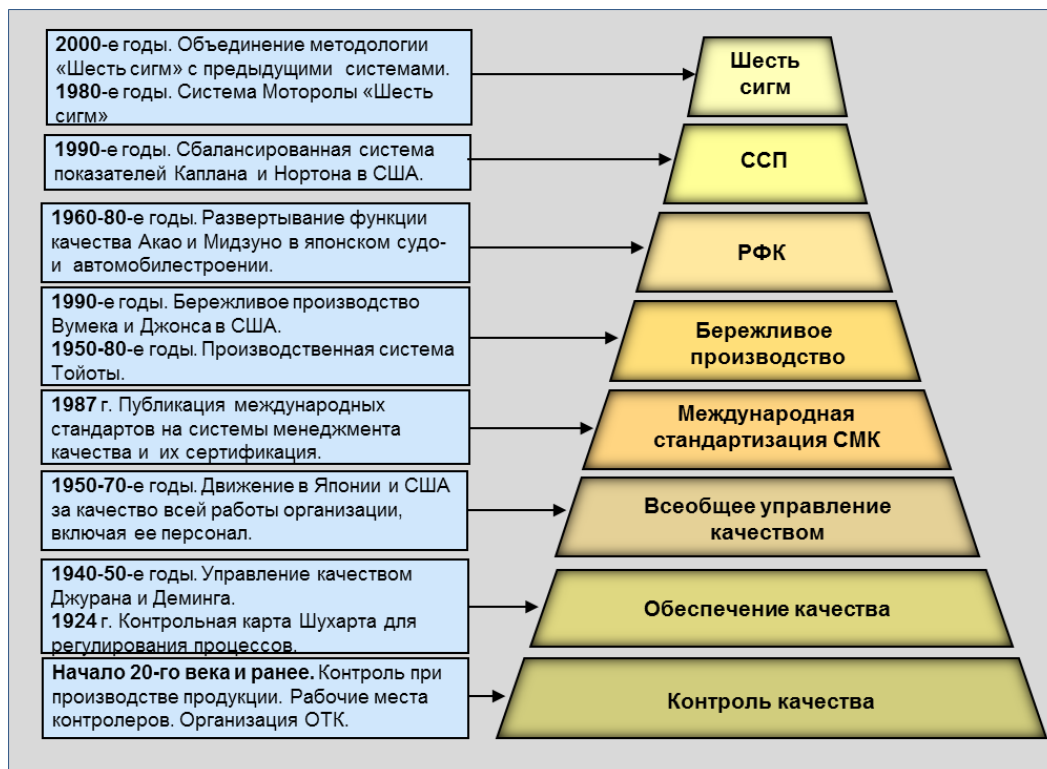 2000-е годы. Объединение методологии
«Шесть сигм» с предыдущими системами.
1980-е годы. Система Моторолы «Шесть
сигм»
Шесть
сигм
1990-е годы. Сбалансированная система
показателей Каплана и Нортона в США.
ССП
1960-80-е годы. Развертывание функции
качества Акао и Мидзуно в японском судо-
и автомобилестроении.
РФК
1990-е годы. Бережливое производство
Вумека и Джонса в США.
1950-80-е годы. Производственная система
Тойоты.
Бережливое
производство
1987 г. Публикация международных
стандартов на системы менеджмента
качества и их сертификация.
Международная
стандартизация СМК
1950-70-е годы. Движение в Японии и США
за качество всей работы организации,
включая ее персонал.
Всеобщее управление
качеством
1940-50-е годы. Управление качеством
Джурана и Деминга.
1924 г. Контрольная карта Шухарта для
регулирования процессов.
Обеспечение качества
Начало 20-го века и ранее. Контроль при
производстве продукции. Рабочие места
контролеров. Организация ОТК.
Контроль качества